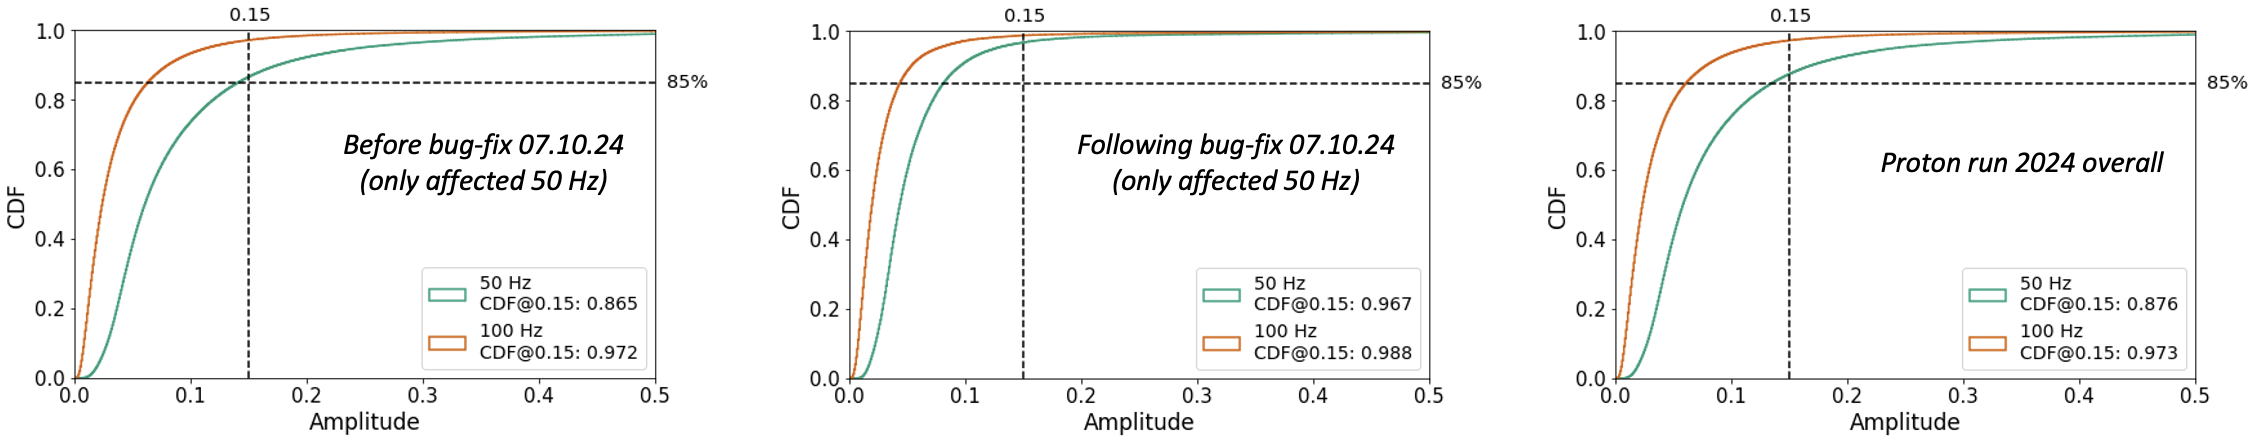 0.15
1.0
0.8
0.6
0.4
0.2
0.0
CDF
85%
Before bug-fix 07.10.24
(only affected 50 Hz)
50 Hz
CDF@0.15: 0.865
100 Hz
CDF@0.15: 0.972
0.0 0.1 0.2 0.3 0.4 0.5
Amplitude
0.15
1.0
0.8
0.6
0.4
0.2
0.0
CDF
85%
Following bug-fix 07.10.24
(only affected 50 Hz)
50 Hz
CDF@0.15: 0.967
100 Hz
CDF@0.15: 0.988
0.0 0.1 0.2 0.3 0.4 0.5
Amplitude
0.15
1.0
0.8
0.6
0.4
0.2
0.0
CDF
85%
Proton run 2024 overall
50 Hz
CDF@0.15: 0.876
100 Hz
CDF@0.15: 0.973
0.0 0.1 0.2 0.3 0.4 0.5
Amplitude